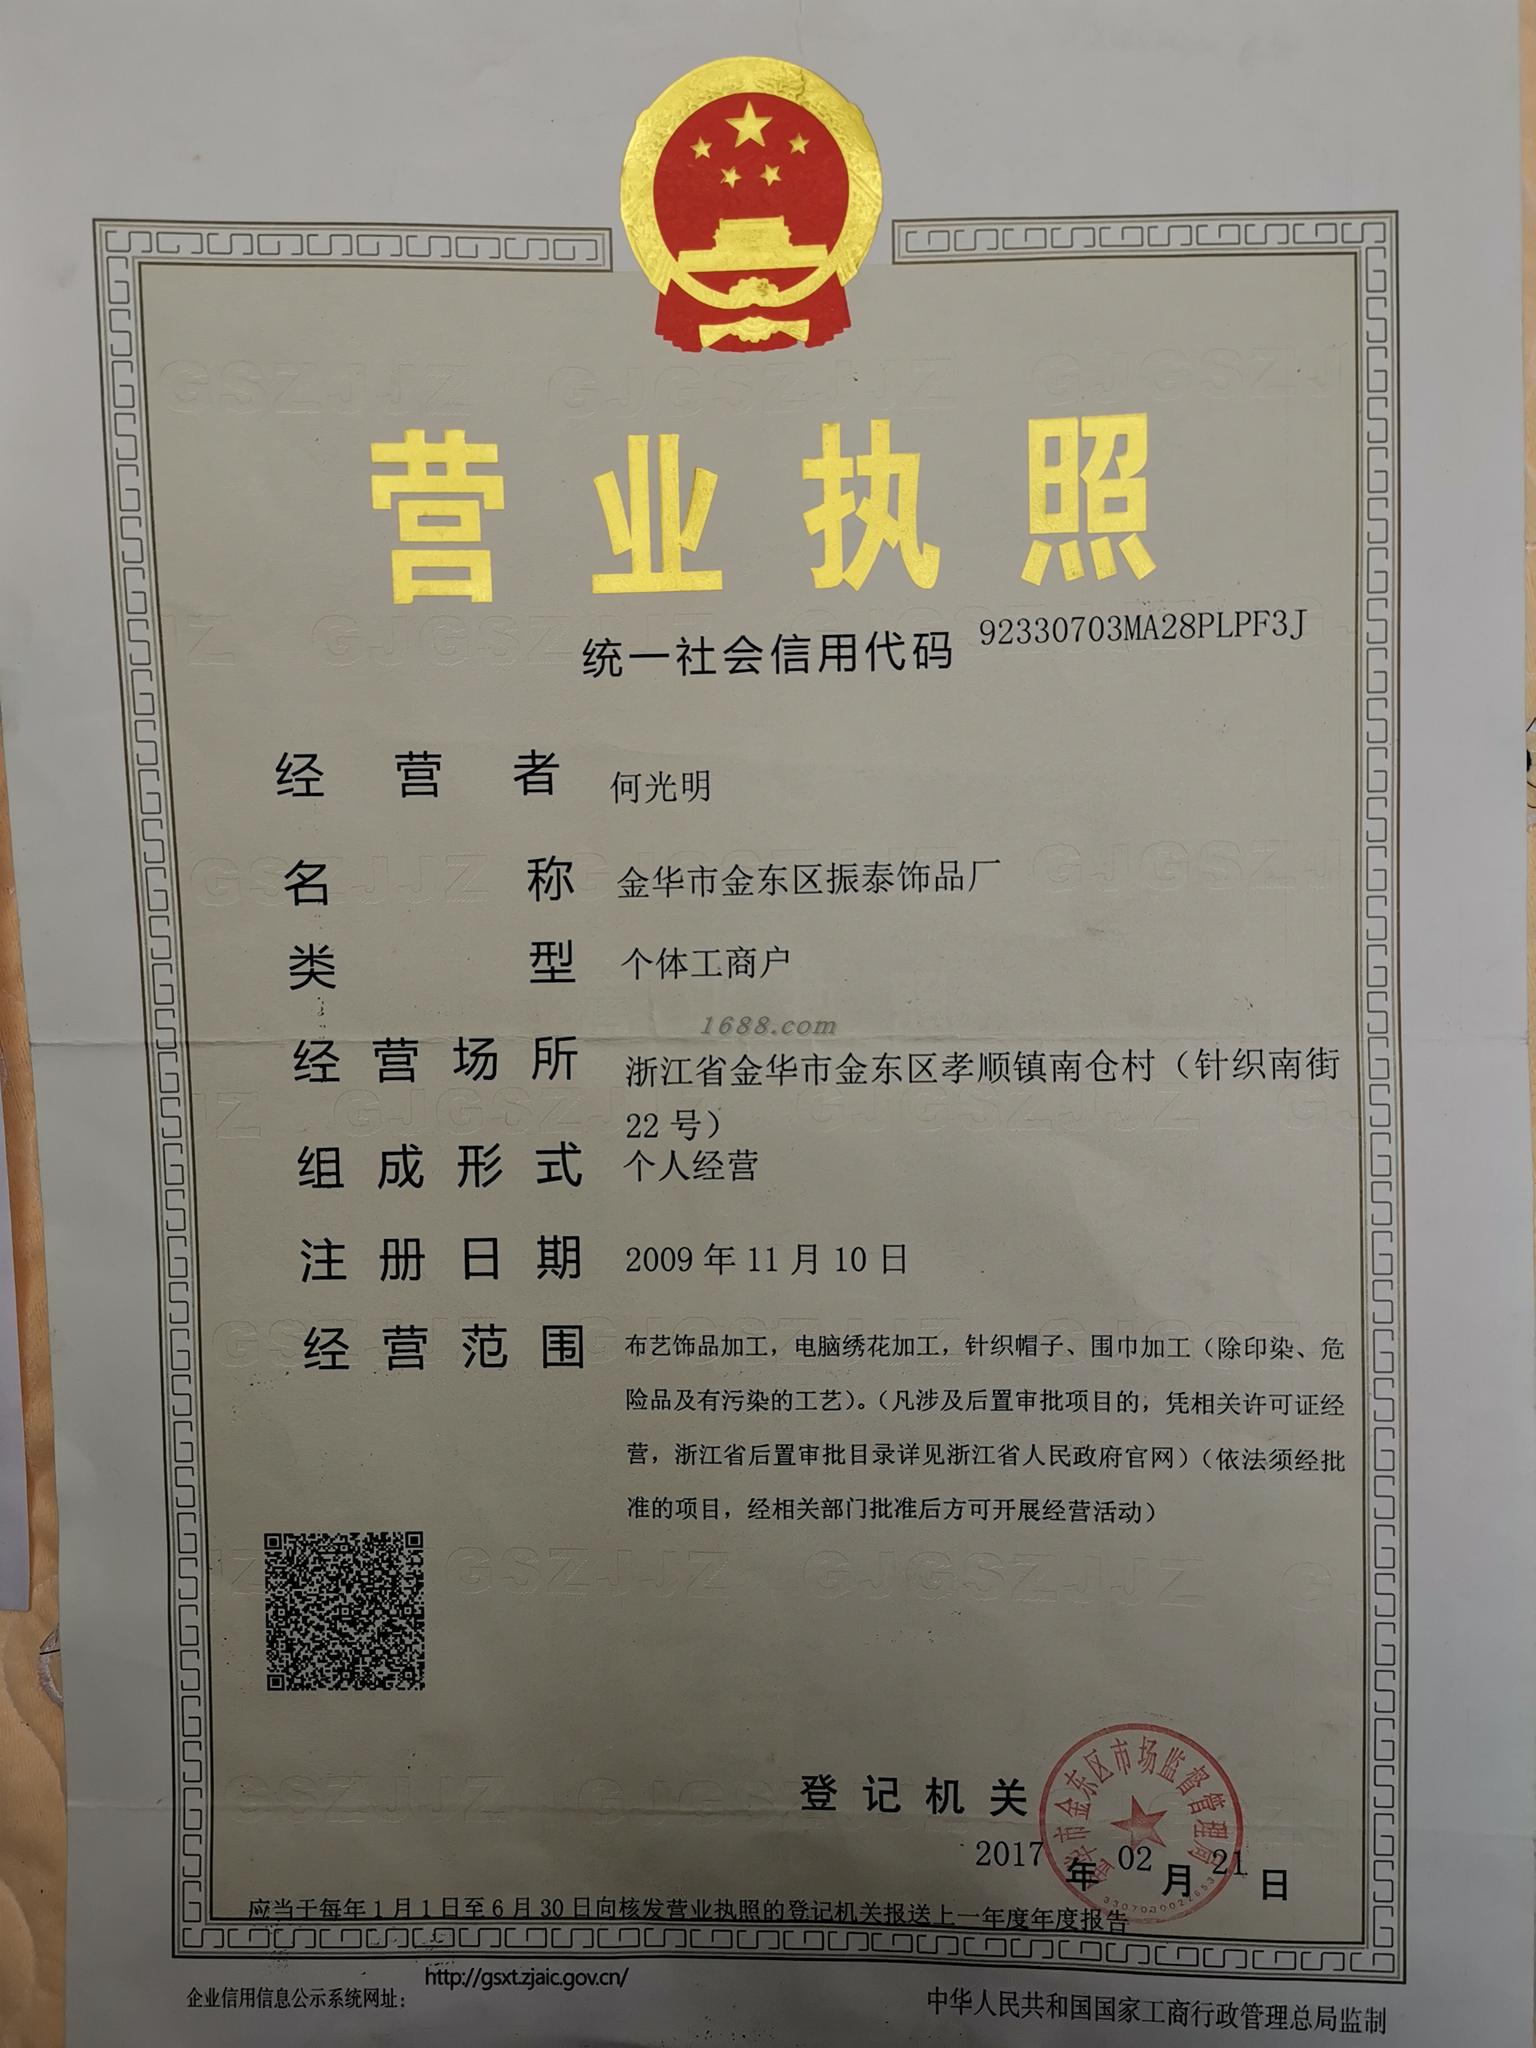 营业执照
统一社会信用代码 92330703MA28PLPF3J
经营者 何光明
名称 金华市金东区振泰饰品厂
类型 个体工商户
1688.com
经营场所 浙江省金华市金东区孝顺镇南仓村（针织南街
22号）
组成形式 个人经营
注册日期 2009年11月10日
经营范围 布艺饰品加工，电脑绣花加工，针织帽子、围巾加工（除印染、危
险品及有污染的工艺）。（凡涉及后置审批项目的，凭相关许可证经
营，浙江省后置审批目录详见浙江省人民政府官网）（依法须经批
准的项目，经相关部门批准后方可开展经营活动）
登记机关
市金东区市场监督管理局
2017年02月21日
应当于每年1月1日至6月30日向核发营业执照的登记机关报送上一年度年度报告
http://gsxt.zjaic.gov.cn/
企业信用信息公示系统网址：
中华人民共和国国家工商行政管理总局监制